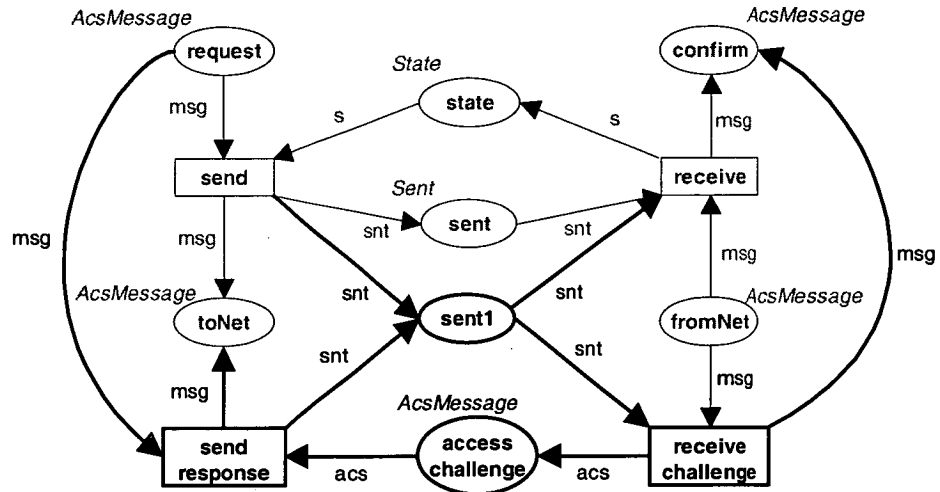 AcsMessage
AcsMessage
request
confirm
State
state
msg
s
s
msg
send
receive
Sent
sent
snt
snt
msg
msg
msg
msg
AcsMessage
AcsMessage
snt
snt
toNet
sent1
fromNet
snt
snt
msg
msg
AcsMessage
send
response
access
challenge
receive
challenge
acs
acs